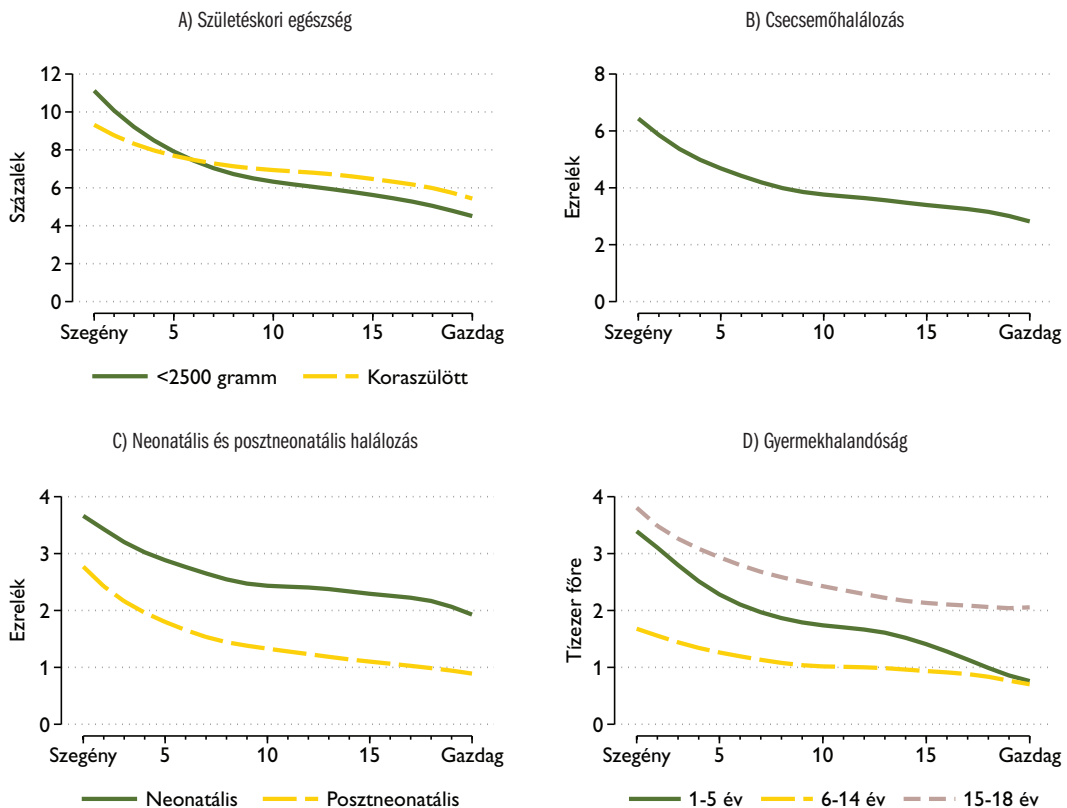 A) Születéskori egészség
Százalék
12
10
8
6
4
2
0
Szegény 5 10 15 Gazdag
<2500 gramm Koraszülött
B) Csecsemőhalálozás
Ezrelék
8
6
4
2
0
Szegény 5 10 15 Gazdag
C) Neonatális és posztneonatális halálozás
Ezrelék
4
3
2
1
0
Szegény 5 10 15 Gazdag
Neonatális Posztneonatális
D) Gyermekhalandóság
Tízezer főre
4
3
2
1
0
Szegény 5 10 15 Gazdag
1-5 év 6-14 év 15-18 év